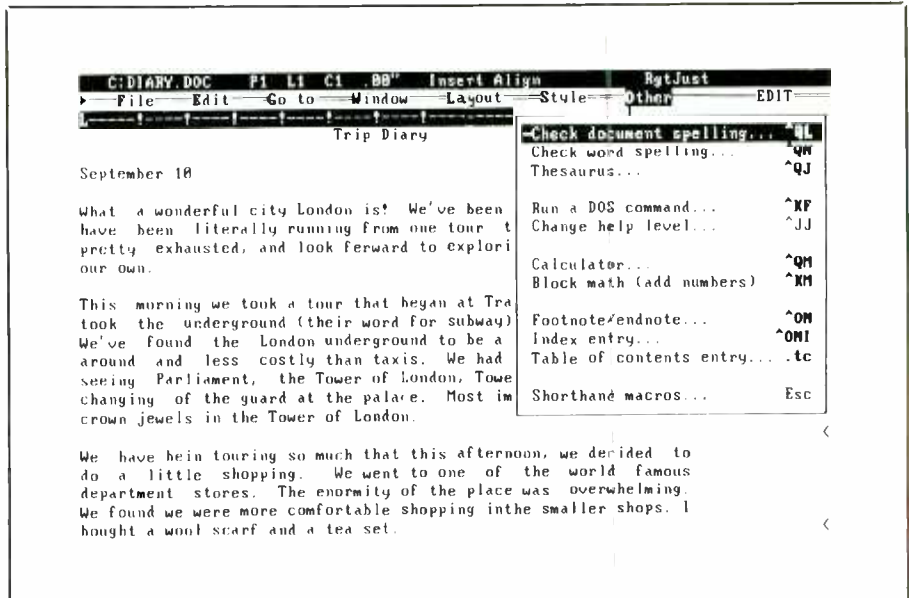 C:DIARY.DOC P1 L1 C1 .00" Insert Align RgtJust
File Edit Go to Window Layout Style Other EDIT
Trip Diary
September 10
What a wonderful city London is! We've been
have been literally running from one tour t
pretty exhausted, and look ferward to explori
our own.
This morning we took a tour that began at Tra
took the underground (their word for subway)
We've found the London underground to be a
around and less costly than taxis. We had
seeing Parliament, the Tower of London, Towe
changing of the guard at the palace. Most im
crown jewels in the Tower of London.
We have bein touring so much that this afternoon, we decided to
do a little shopping. We went to one of the world famous
department stores. The enormity of the place was overwhelming.
We found we were more comfortable shopping inthe smaller shops. I
bought a wool scarf and a tea set.
Check document spelling... ^QL
Check word spelling... ^QN
Thesaurus... ^QJ
Run a DOS command... ^KF
Change help level... ^JJ
Calculator... ^QM
Block math (add numbers) ^KM
Footnote/endnote... ^ON
Index entry... ^ONI
Table of contents entry... .tc
Shorthand macros... Esc